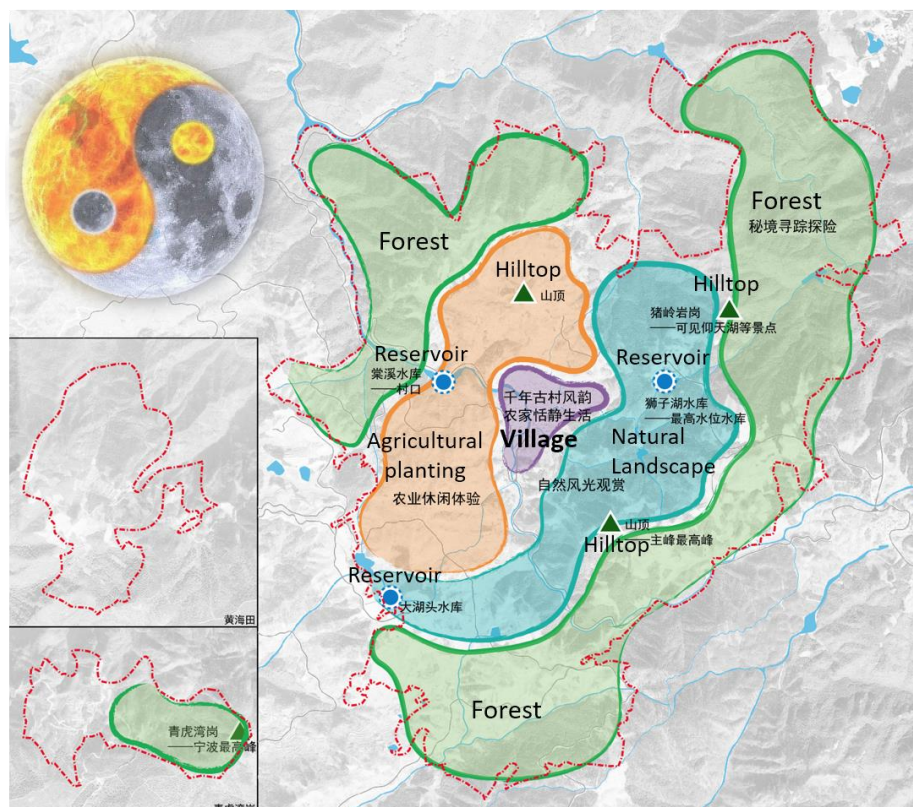 Forest
秘境寻踪探险
Forest
Hilltop
山顶
Hilltop
猪岭岩岗
——可见仰天湖等景点
Reservoir
棠溪水库
——村口
Reservoir
狮子湖水库
——最高水位水库
千年古村风韵
农家恬静生活
Village
Agricultural
planting
农业休闲体验
Natural
Landscape
自然风光观赏
山顶
Hilltop
——主峰最高峰
Reservoir
大湖头水库
Forest
黄海田
青虎湾岗
——宁波最高峰
青虎湾岗